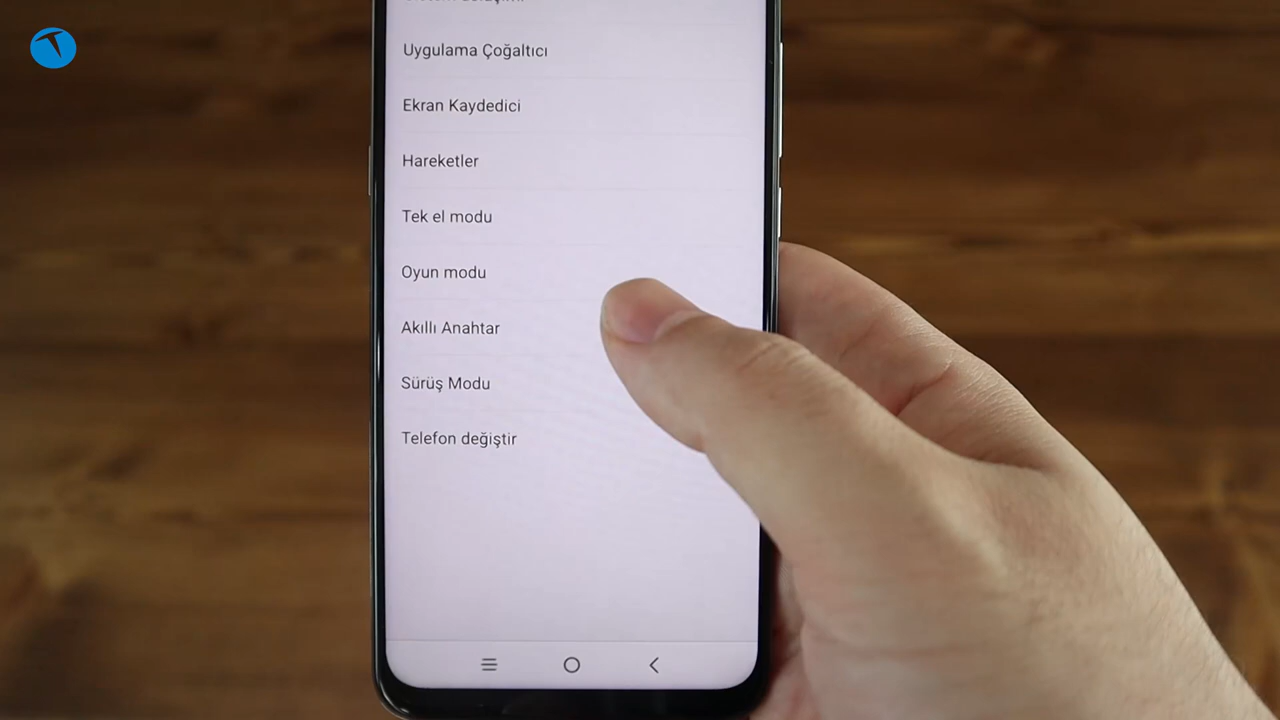 Uygulama Çoğaltıcı
Ekran Kaydedici
Hareketler
Tek el modu
Oyun modu
Akıllı Anahtar
Sürüş Modu
Telefon değiştir